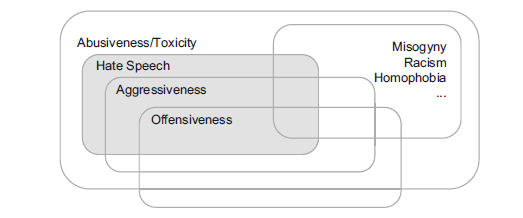 Abusiveness/Toxicity
Hate Speech
Aggressiveness
Offensiveness
Misogyny
Racism
Homophobia
...